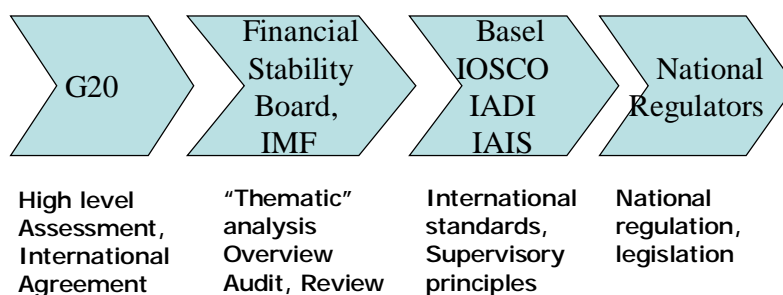 G20
Financial
Stability
Board,
IMF
Basel
IOSCO
IADI
IAIS
National
Regulators
High level
Assessment,
International
Agreement
“Thematic”
analysis
Overview
Audit, Review
International
standards,
Supervisory
principles
National
regulation,
legislation